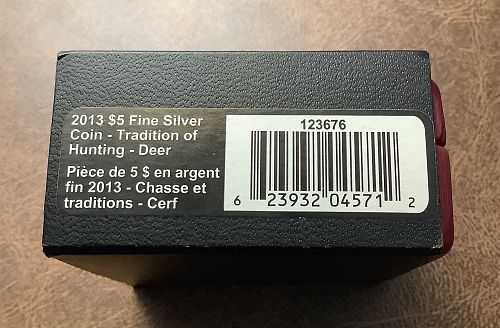 2013 $5 Fine Silver
Coin - Tradition of
Hunting - Deer
Pièce de 5 $ en argent
fin 2013 - Chasse et
traditions - Cerf
123676
6 23932 04571 2